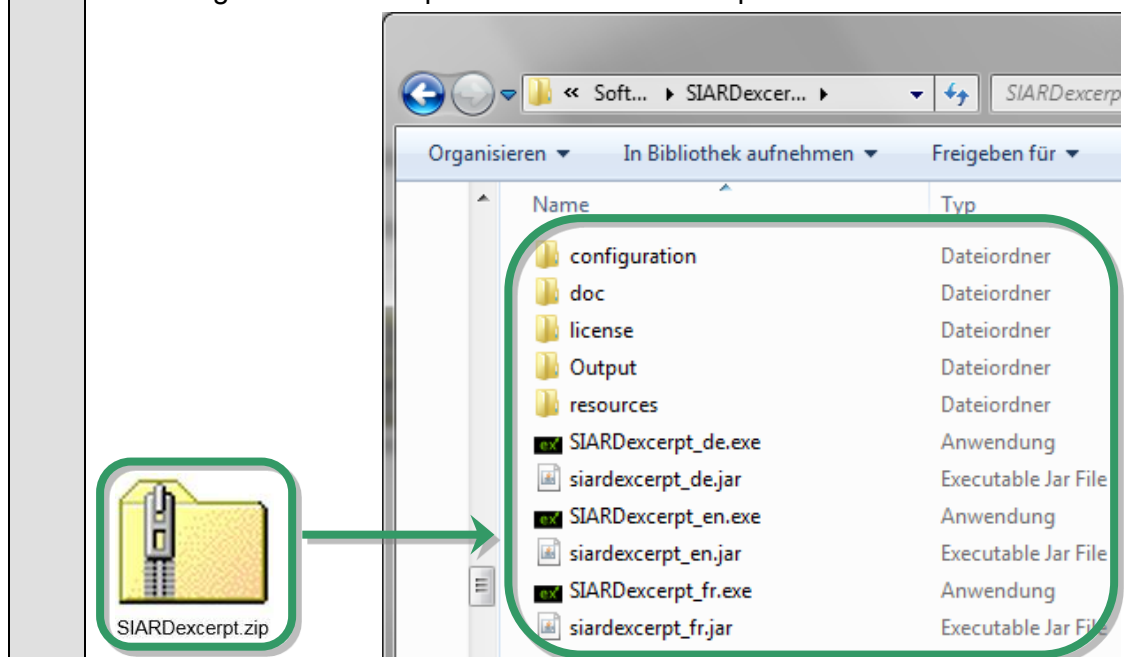 « Soft... ▸ SIARDexcer... ▸ SIARDexcerp
Organisieren ▾ In Bibliothek aufnehmen ▾ Freigeben für ▾
Name Typ
configuration Dateiordner
doc Dateiordner
license Dateiordner
Output Dateiordner
resources Dateiordner
SIARDexcerpt_de.exe Anwendung
siardexcerpt_de.jar Executable Jar File
SIARDexcerpt_en.exe Anwendung
siardexcerpt_en.jar Executable Jar File
SIARDexcerpt_fr.exe Anwendung
siardexcerpt_fr.jar Executable Jar File
SIARDexcerpt.zip